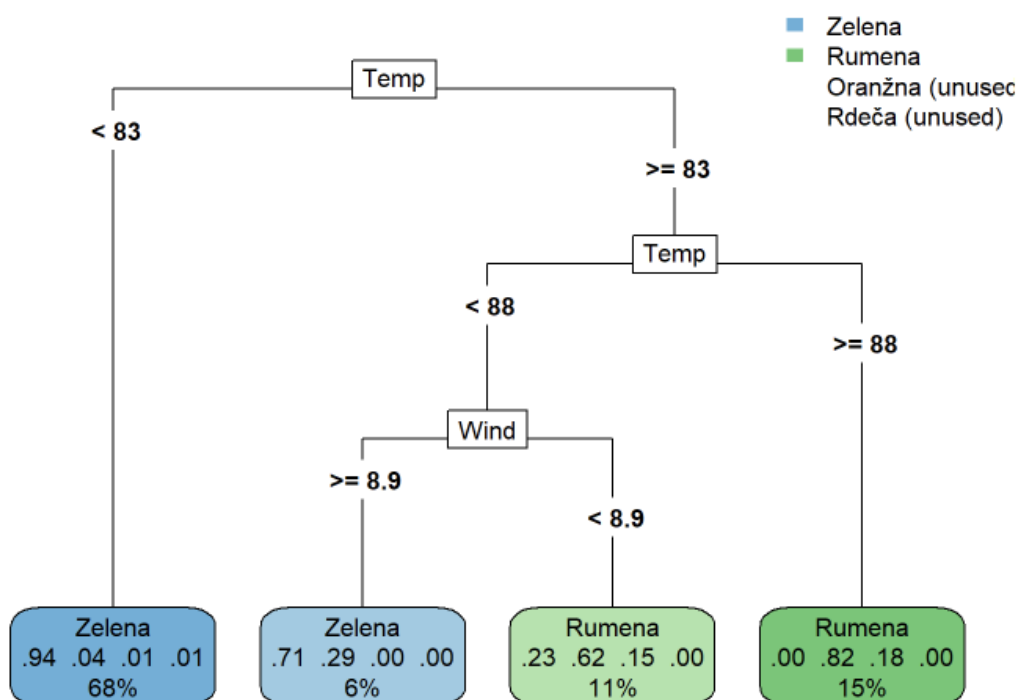 Zelena
Rumena
Oranžna (unused
Rdeča (unused)
Temp
< 83
>= 83
Temp
< 88
>= 88
Wind
>= 8.9
< 8.9
Zelena
.94 .04 .01 .01
68%
Zelena
.71 .29 .00 .00
6%
Rumena
.23 .62 .15 .00
11%
Rumena
.00 .82 .18 .00
15%